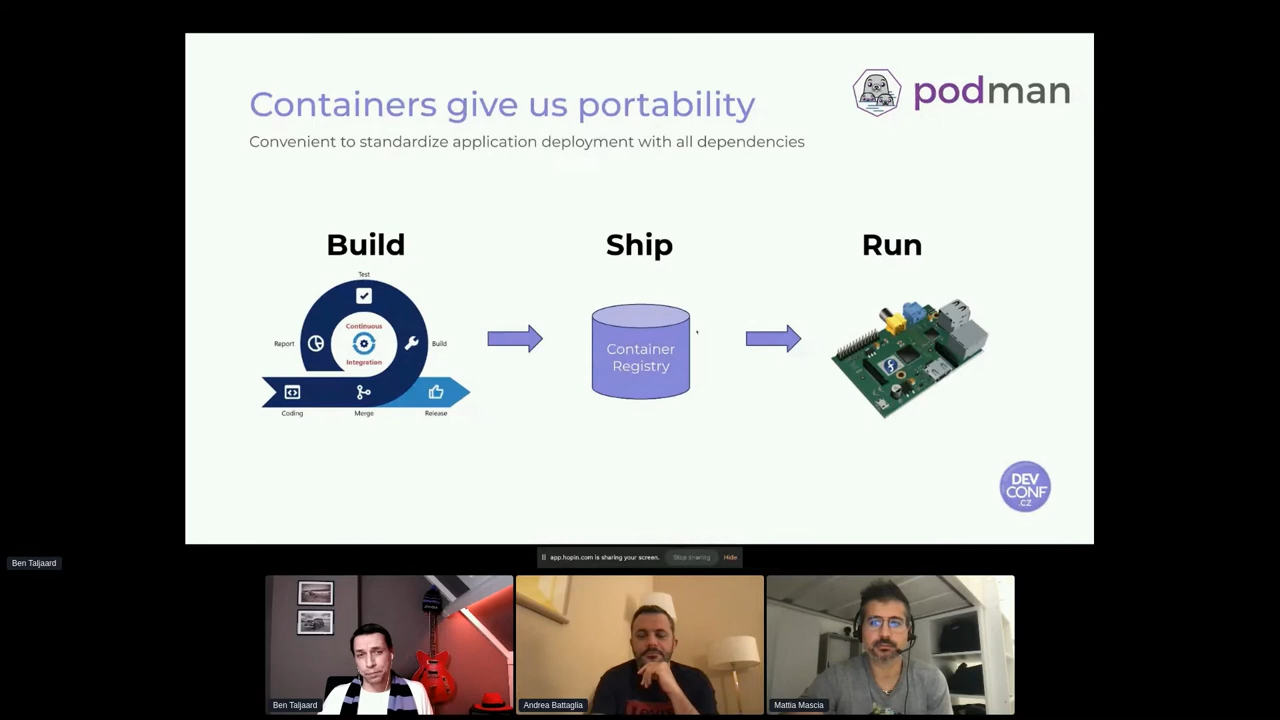 Containers give us portability
podman
Convenient to standardize application deployment with all dependencies
Build
Ship
Run
Test
Report
Continuous
Integration
Build
Coding
Merge
Release
Container
Registry
DEV
CONF
.CZ
Ben Taljaard
app.hopin.com is sharing your screen.
Stop sharing
Hide
Ben Taljaard
Andrea Battaglia
Mattia Mascia